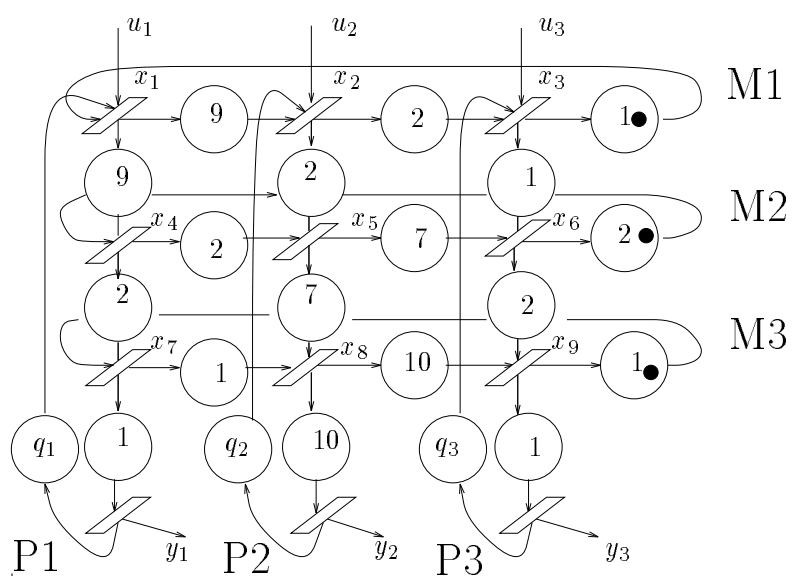 u1 u2 u3
x1 x2 x3 M1
9 2 1
9 2 1
x4 x5 x6 M2
2 7 2
2 7 2
x7 x8 x9 M3
1 10 1
q1 1 q2 10 q3 1
P1 y1 P2 y2 P3 y3